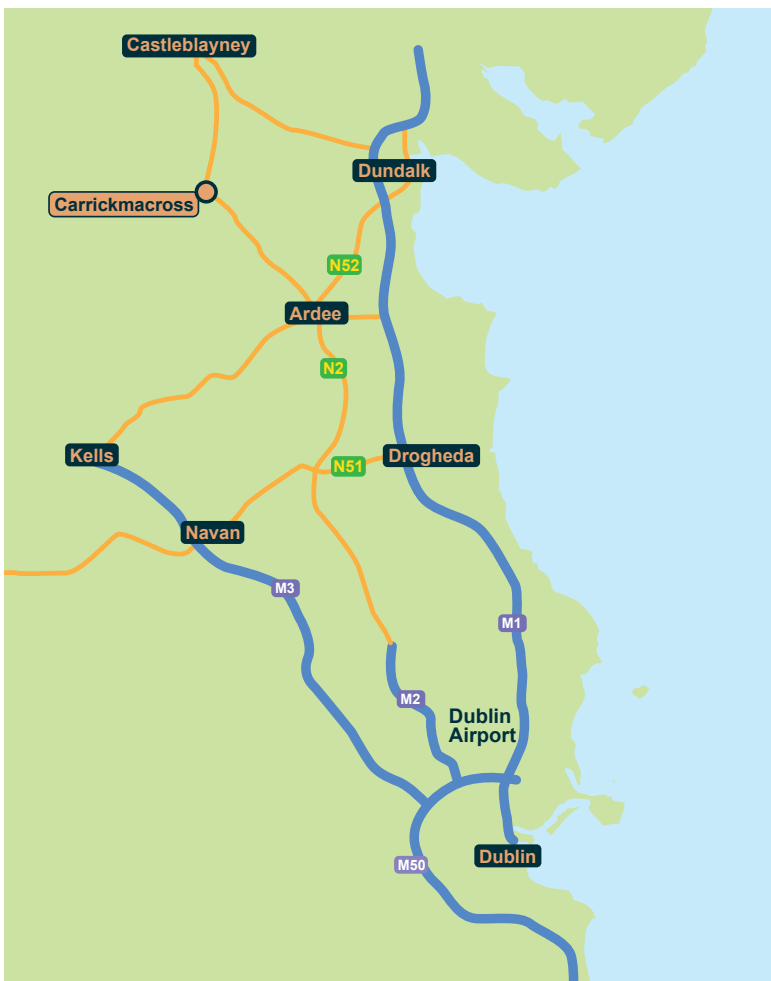 Castleblayney
Dundalk
Carrickmacross
N52
Ardee
N2
Kells
Drogheda
N51
Navan
M3
M1
M2
Dublin
Airport
Dublin
M50